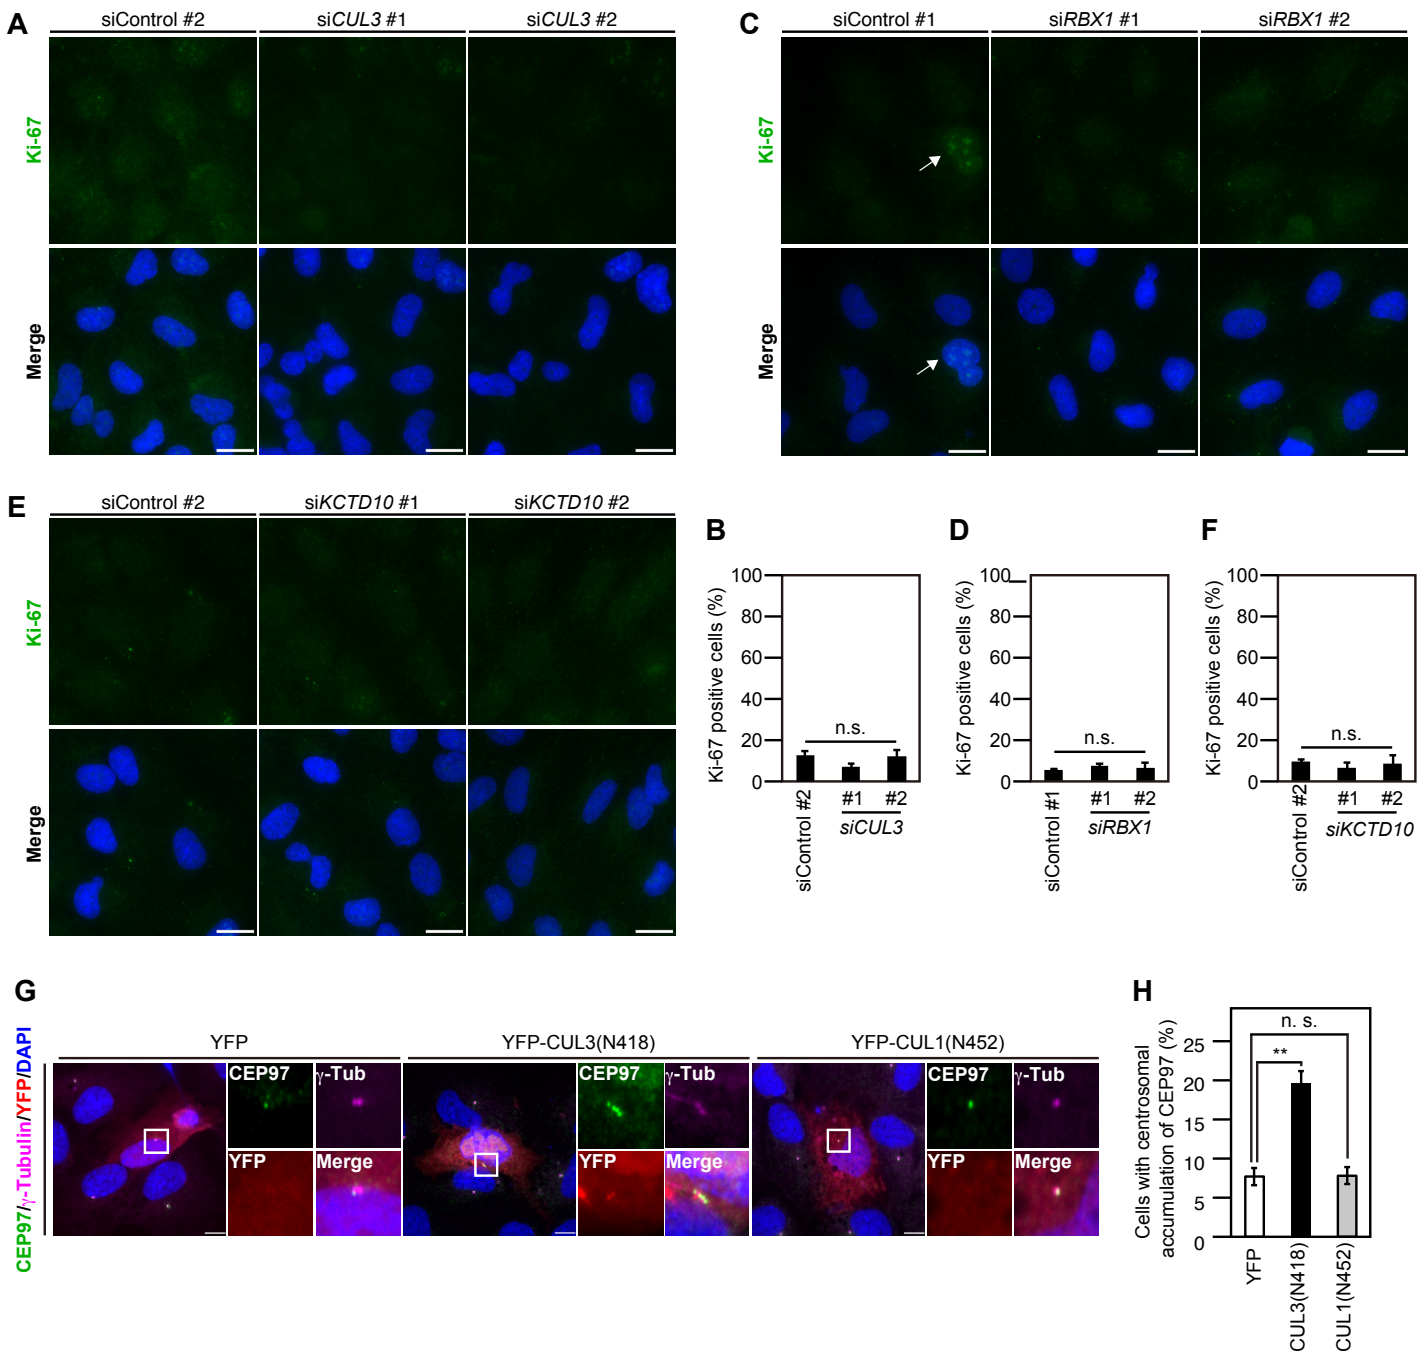 A
siControl #2
siCUL3 #1
siCUL3 #2
Ki-67
Merge
C
siControl #1
siRBX1 #1
siRBX1 #2
Ki-67
Merge
E
siControl #2
siKCTD10 #1
siKCTD10 #2
Ki-67
Merge
B
Ki-67 positive cells (%)
100
80
60
40
20
0
n.s.
siControl #2
#1
#2
siCUL3
D
Ki-67 positive cells (%)
100
80
60
40
20
0
n.s.
siControl #1
#1
#2
siRBX1
F
Ki-67 positive cells (%)
100
80
60
40
20
0
n.s.
siControl #2
#1
#2
siKCTD10
G
CEP97/γ-Tubulin/YFP/DAPI
YFP
CEP97
γ-Tub
YFP
Merge
YFP-CUL3(N418)
CEP97
γ-Tub
YFP
Merge
YFP-CUL1(N452)
CEP97
γ-Tub
YFP
Merge
H
Cells with centrosomal
accumulation of CEP97 (%)
25
20
15
10
5
0
n. s.
**
YFP
CUL3(N418)
CUL1(N452)